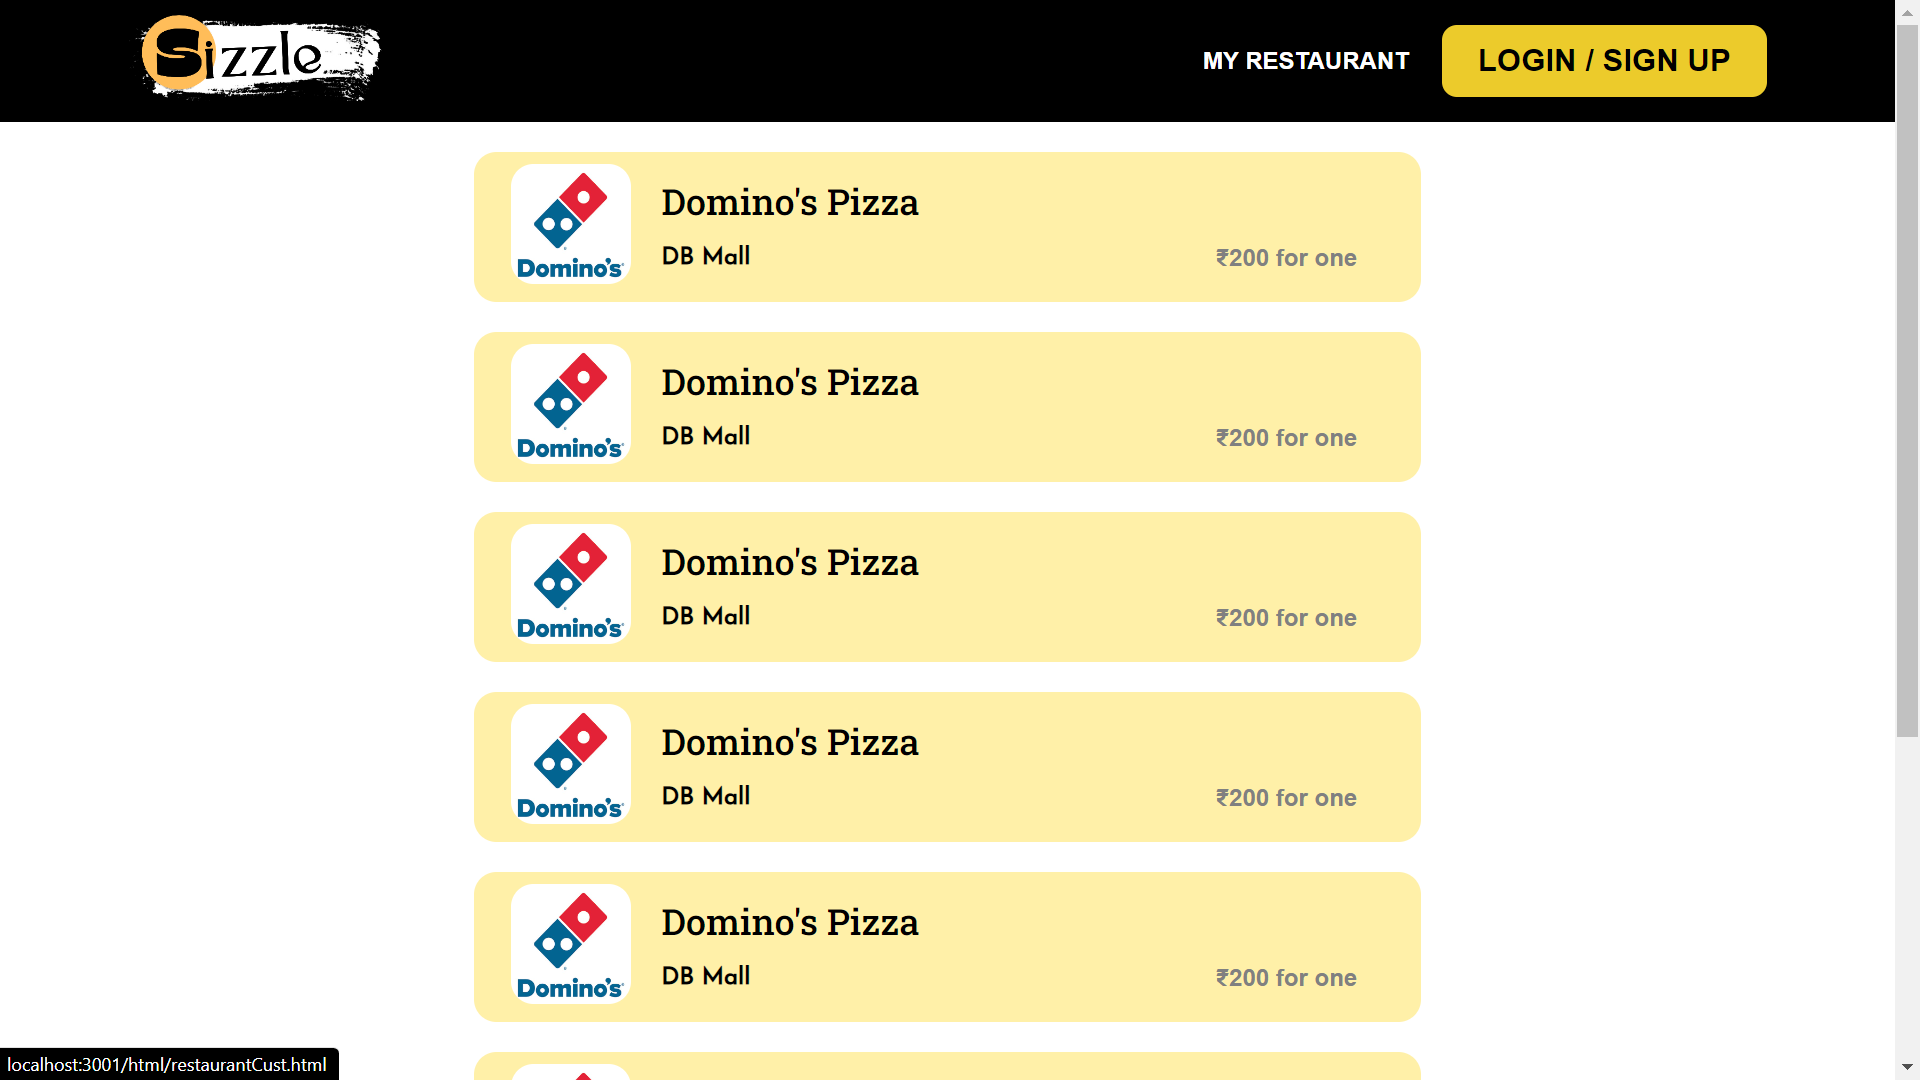 Sizzle
MY RESTAURANT
LOGIN / SIGN UP
Domino's
Domino's Pizza
DB Mall
₹200 for one
Domino's
Domino's Pizza
DB Mall
₹200 for one
Domino's
Domino's Pizza
DB Mall
₹200 for one
Domino's
Domino's Pizza
DB Mall
₹200 for one
Domino's
Domino's Pizza
DB Mall
₹200 for one
localhost:3001/html/restaurantCust.html